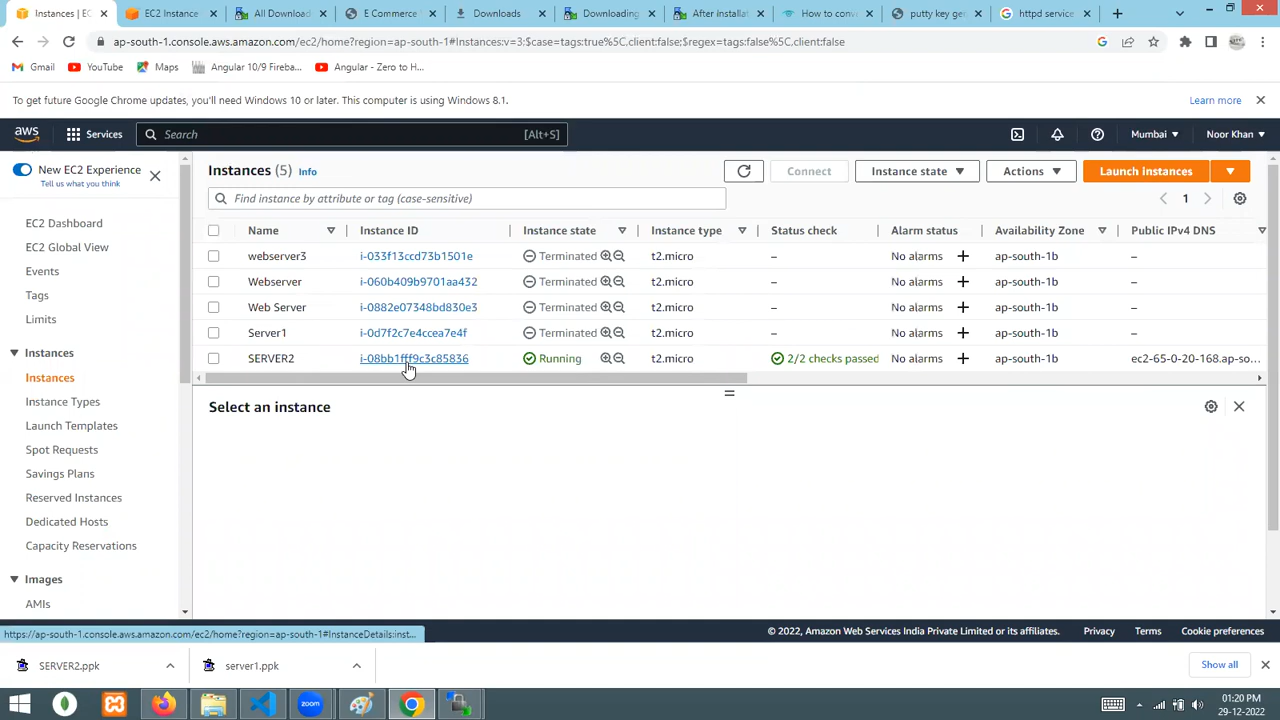 Instances | EC
EC2 Instance
All Download
E Commerce
Downloads
Downloading
After Installat
How to conv
putty key gen
httpd service
ap-south-1.console.aws.amazon.com/ec2/home?region=ap-south-1#Instances:v=3;$case=tags:true%5C,client:false;$regex=tags:false%5C,client:false
Gmail YouTube Maps Angular 10/9 Fireba... Angular - Zero to H...
To get future Google Chrome updates, you'll need Windows 10 or later. This computer is using Windows 8.1. Learn more
aws Services Search [Alt+S] Mumbai Noor Khan
New EC2 Experience
Tell us what you think
EC2 Dashboard
EC2 Global View
Events
Tags
Limits
Instances
Instances
Instance Types
Launch Templates
Spot Requests
Savings Plans
Reserved Instances
Dedicated Hosts
Capacity Reservations
Images
AMIs
Instances (5) Info Connect Instance state Actions Launch instances
Find instance by attribute or tag (case-sensitive) 1
Name Instance ID Instance state Instance type Status check Alarm status Availability Zone Public IPv4 DNS
webserver3 i-033f13ccd73b1501e Terminated t2.micro – No alarms + ap-south-1b –
Webserver i-060b409b9701aa432 Terminated t2.micro – No alarms + ap-south-1b –
Web Server i-0882e07348bd830e3 Terminated t2.micro – No alarms + ap-south-1b –
Server1 i-0d7f2c7e4ccea7e4f Terminated t2.micro – No alarms + ap-south-1b –
SERVER2 i-08bb1fff9c3c85836 Running t2.micro 2/2 checks passed No alarms + ap-south-1b ec2-65-0-20-168.ap-so...
Select an instance
https://ap-south-1.console.aws.amazon.com/ec2/home?region=ap-south-1#InstanceDetails:inst...
© 2022, Amazon Web Services India Private Limited or its affiliates. Privacy Terms Cookie preferences
SERVER2.ppk server1.ppk Show all
zoom
01:20 PM
29-12-2022